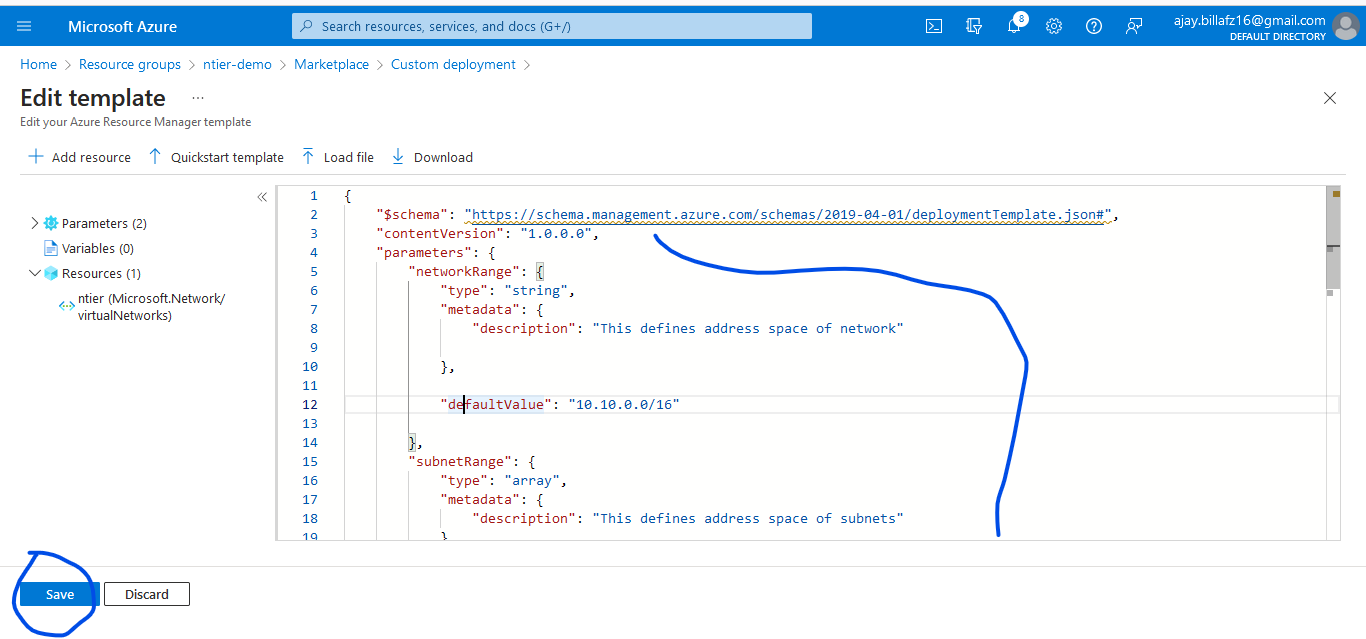 Microsoft Azure
Search resources, services, and docs (G+/)
8
ajay.billafz16@gmail.com
DEFAULT DIRECTORY
Home > Resource groups > ntier-demo > Marketplace > Custom deployment >
Edit template ...
Edit your Azure Resource Manager template
Add resource
Quickstart template
Load file
Download
Parameters (2)
Variables (0)
Resources (1)
ntier (Microsoft.Network/
virtualNetworks)
1 {
2 "$schema": "https://schema.management.azure.com/schemas/2019-04-01/deploymentTemplate.json#",
3 "contentVersion": "1.0.0.0",
4 "parameters": {
5 "networkRange": {
6 "type": "string",
7 "metadata": {
8 "description": "This defines address space of network"
9
10 },
11
12 "defaultValue": "10.10.0.0/16"
13
14 },
15 "subnetRange": {
16 "type": "array",
17 "metadata": {
18 "description": "This defines address space of subnets"
19 }
Save
Discard